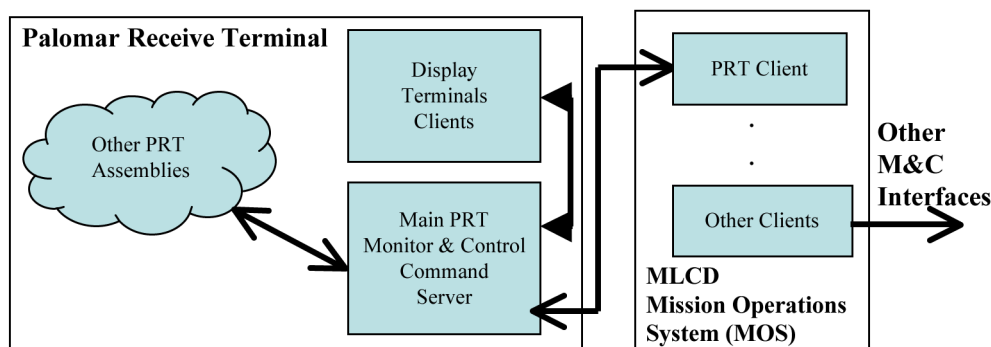 Palomar Receive Terminal
Display
Terminals
Clients
Other PRT
Assemblies
Main PRT
Monitor & Control
Command
Server
PRT Client
.
.
Other Clients
MLCD
Mission Operations
System (MOS)
Other
M&C
Interfaces